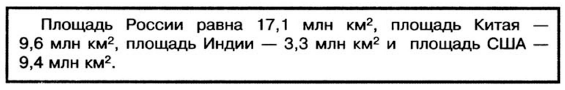 Площадь России равна 17,1 млн км², площадь Китая —
9,6 млн км², площадь Индии — 3,3 млн км² и площадь США —
9,4 млн км².